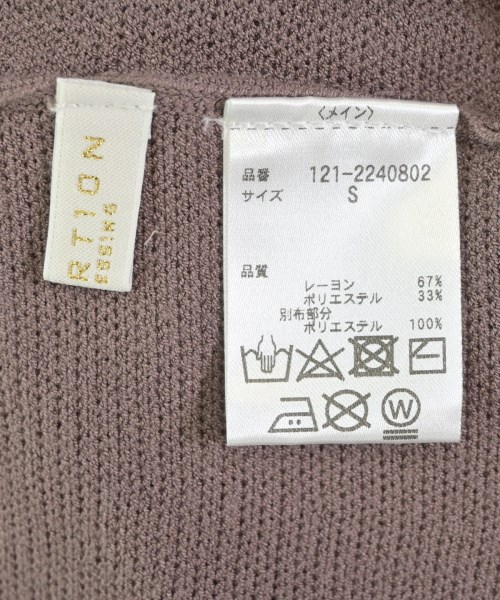 RTION
ESSING
〈メイン〉
品番 121-2240802
サイズ S
品質
レーヨン 67%
ポリエステル 33%
別布部分
ポリエステル 100%
W